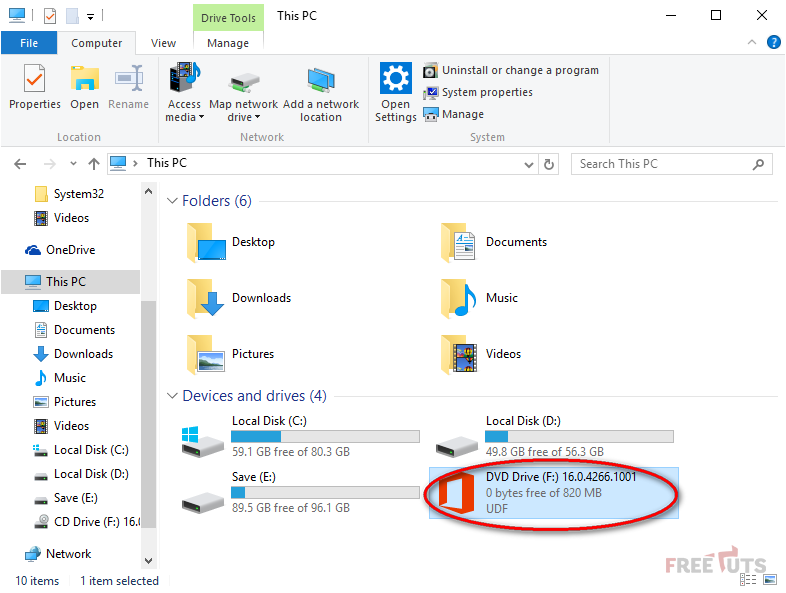 Drive Tools
This PC
File
Computer
View
Manage
Properties
Open
Rename
Access media
Map network drive
Add a network location
Open Settings
Uninstall or change a program
System properties
Manage
Location
Network
System
This PC
Search This PC
System32
Videos
OneDrive
This PC
Desktop
Documents
Downloads
Music
Pictures
Videos
Local Disk (C:)
Local Disk (D:)
Save (E:)
CD Drive (F:) 16.0
Network
Folders (6)
Desktop
Documents
Downloads
Music
Pictures
Videos
Devices and drives (4)
Local Disk (C:)
59.1 GB free of 80.3 GB
Local Disk (D:)
49.8 GB free of 56.3 GB
Save (E:)
89.5 GB free of 96.1 GB
DVD Drive (F:) 16.0.4266.1001
0 bytes free of 820 MB
UDF
10 items
1 item selected
FREETUTS